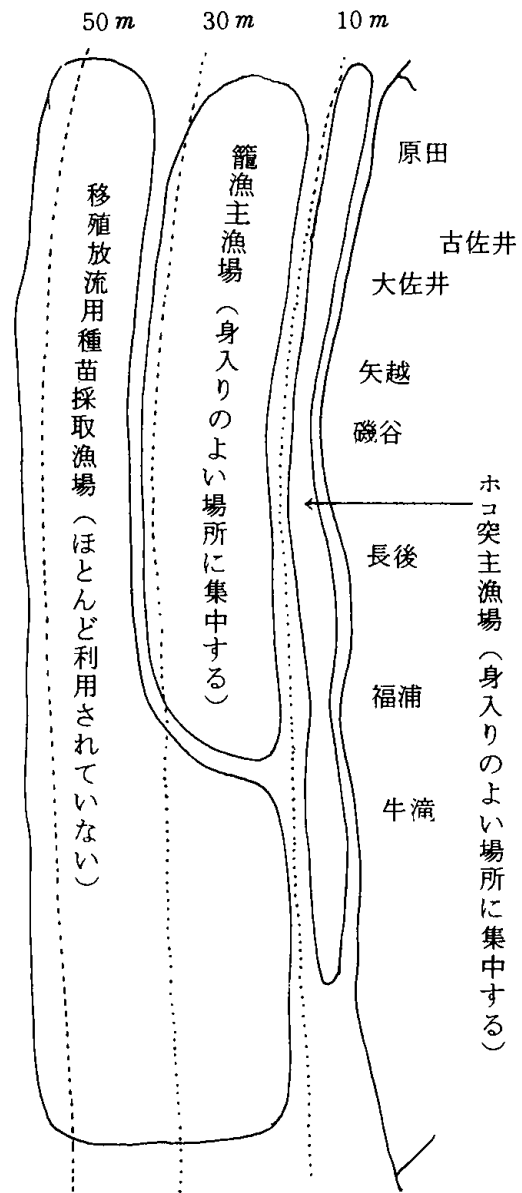 50 m
30 m
10 m
原田
古佐井
大佐井
矢越
磯谷
長後
福浦
牛滝
ホコ突主漁場（身入りのよい場所に集中する）
籠漁主漁場（身入りのよい場所に集中する）
移殖放流用種苗採取漁場（ほとんど利用されていない）